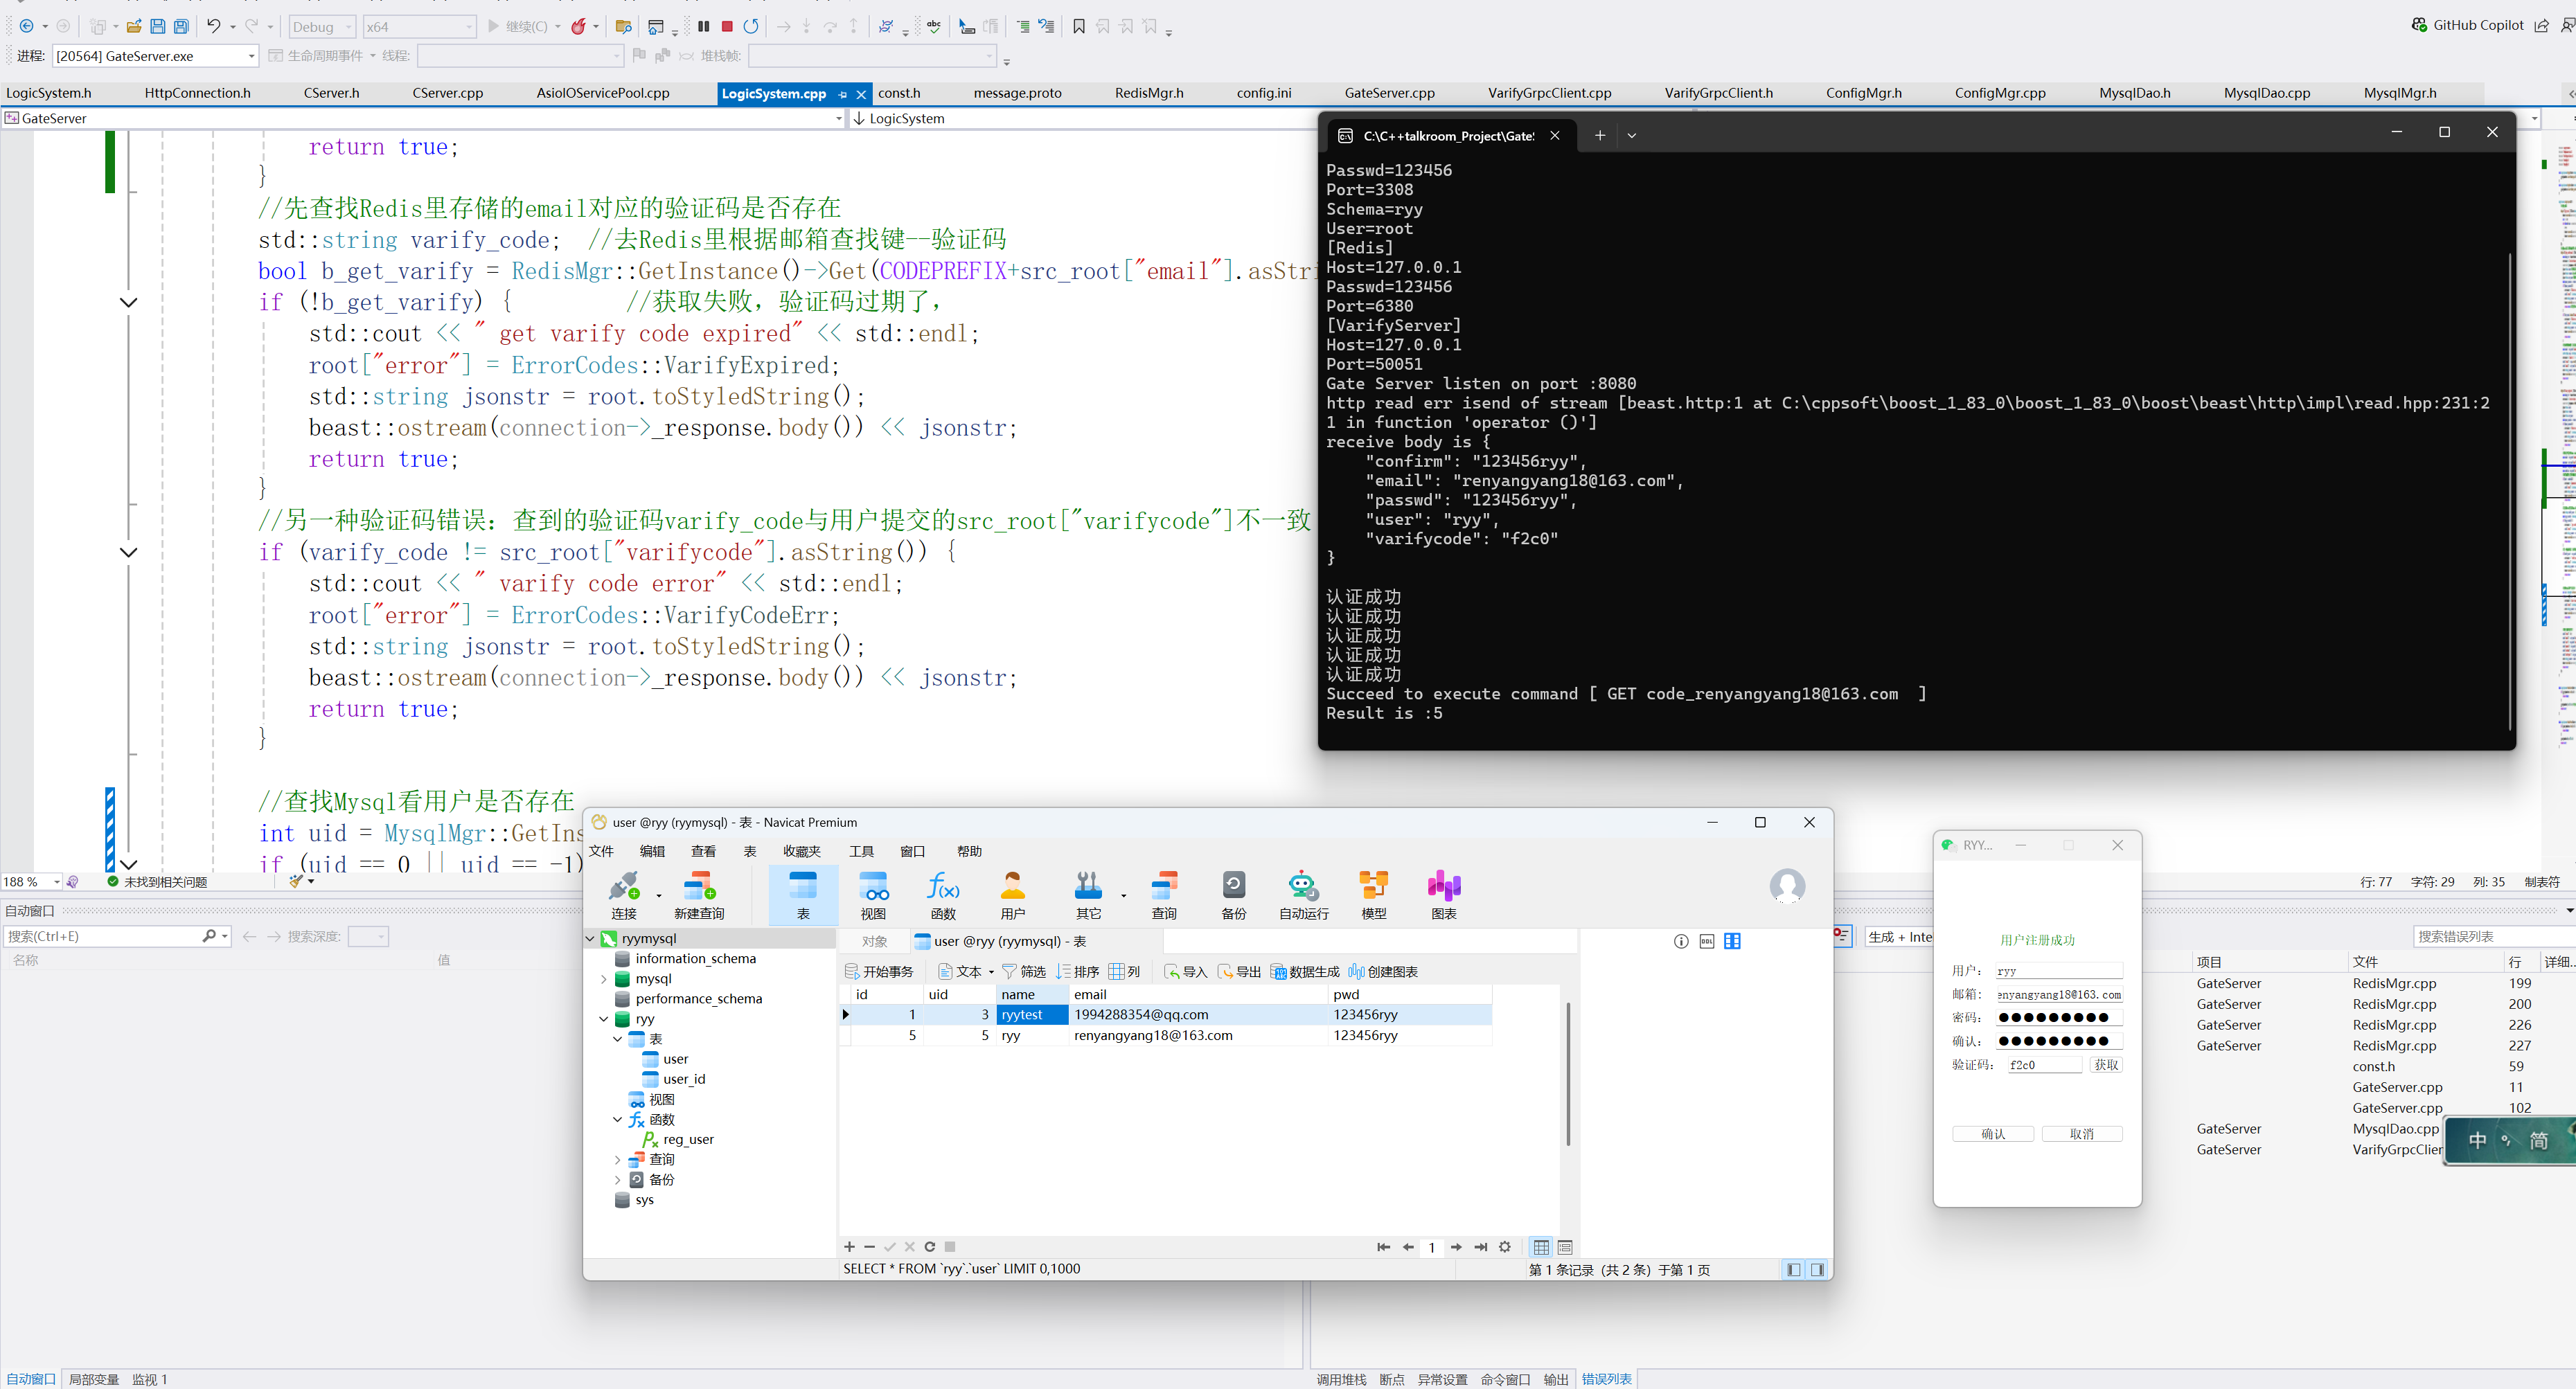 Debug
x64
继续(C)
GitHub Copilot
进程:
[20564] GateServer.exe
生命周期事件
线程:
堆栈帧:
LogicSystem.h
HttpConnection.h
CServer.h
CServer.cpp
AsioIOServicePool.cpp
LogicSystem.cpp
const.h
message.proto
RedisMgr.h
config.ini
GateServer.cpp
VarifyGrpcClient.cpp
VarifyGrpcClient.h
ConfigMgr.h
ConfigMgr.cpp
MysqlDao.h
MysqlDao.cpp
MysqlMgr.h
GateServer
LogicSystem
return true;
}
//先查找Redis里存储的email对应的验证码是否存在
std::string varify_code;  //去Redis里根据邮箱查找键--验证码
bool b_get_varify = RedisMgr::GetInstance()->Get(CODEPREFIX+src_root["email"].asStri
if (!b_get_varify) {         //获取失败，验证码过期了，
std::cout << " get varify code expired" << std::endl;
root["error"] = ErrorCodes::VarifyExpired;
std::string jsonstr = root.toStyledString();
beast::ostream(connection->_response.body()) << jsonstr;
return true;
}
//另一种验证码错误：查到的验证码varify_code与用户提交的src_root["varifycode"]不一致
if (varify_code != src_root["varifycode"].asString()) {
std::cout << " varify code error" << std::endl;
root["error"] = ErrorCodes::VarifyCodeErr;
std::string jsonstr = root.toStyledString();
beast::ostream(connection->_response.body()) << jsonstr;
return true;
}
//查找Mysql看用户是否存在
int uid = MysqlMgr::GetIns
if (uid == 0 || uid == -1)
188 %
未找到相关问题
行: 77
字符: 29
列: 35
制表符
C:\C++talkroom_Project\Gate!
Passwd=123456
Port=3308
Schema=ryy
User=root
[Redis]
Host=127.0.0.1
Passwd=123456
Port=6380
[VarifyServer]
Host=127.0.0.1
Port=50051
Gate Server listen on port :8080
http read err isend of stream [beast.http:1 at C:\cppsoft\boost_1_83_0\boost_1_83_0\boost\beast\http\impl\read.hpp:231:2
1 in function 'operator ()']
receive body is {
"confirm": "123456ryy",
"email": "renyangyang18@163.com",
"passwd": "123456ryy",
"user": "ryy",
"varifycode": "f2c0"
}
认证成功
认证成功
认证成功
认证成功
认证成功
Succeed to execute command [ GET code_renyangyang18@163.com  ]
Result is :5
自动窗口
搜索(Ctrl+E)
搜索深度:
名称
值
user @ryy (ryymysql) - 表 - Navicat Premium
文件
编辑
查看
表
收藏夹
工具
窗口
帮助
连接
新建查询
表
视图
函数
用户
其它
查询
备份
自动运行
模型
图表
ryymysql
information_schema
mysql
performance_schema
ryy
表
user
user_id
视图
函数
reg_user
查询
备份
sys
对象
user @ryy (ryymysql) - 表
开始事务
文本
筛选
排序
列
导入
导出
数据生成
创建图表
id uid name email pwd
1 3 ryytest 1994288354@qq.com 123456ryy
5 5 ryy renyangyang18@163.com 123456ryy
1
SELECT * FROM `ryy`.`user` LIMIT 0,1000
第 1 条记录 (共 2 条) 于第 1 页
RYY...
用户注册成功
用户: ryy
邮箱: enyangyang18@163.com
密码: ●●●●●●●●●
确认: ●●●●●●●●●
验证码: f2c0 获取
确认
取消
生成 + Inte
搜索错误列表
项目 文件 行 详细...
GateServer RedisMgr.cpp 199
GateServer RedisMgr.cpp 200
GateServer RedisMgr.cpp 226
GateServer RedisMgr.cpp 227
const.h 59
GateServer.cpp 11
GateServer.cpp 102
GateServer MysqlDao.cpp
GateServer VarifyGrpcClier
中 °, 简
自动窗口
局部变量
监视 1
调用堆栈
断点
异常设置
命令窗口
输出
错误列表